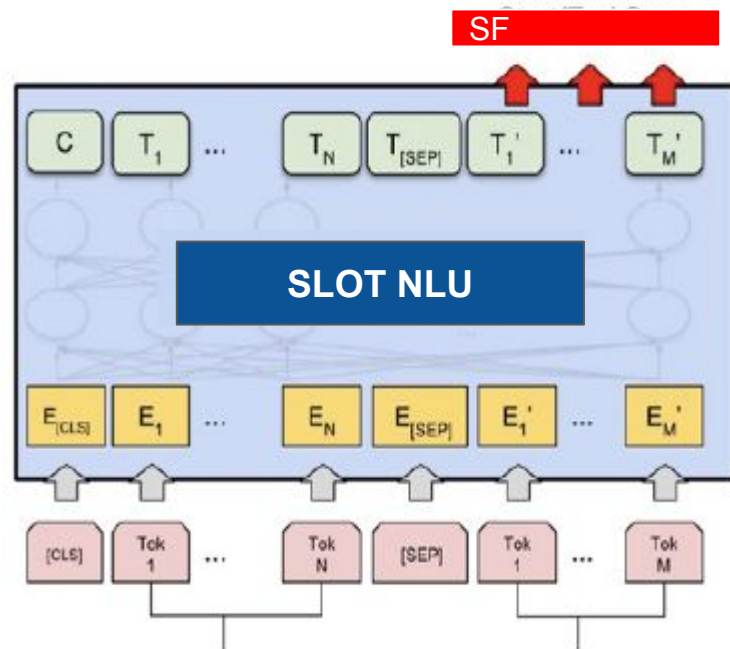 SF
C T1 ... TN T[SEP] T1' ... TM'
SLOT NLU
E[CLS] E1 ... EN E[SEP] E1' ... EM'
[CLS] Tok 1 ... Tok N [SEP] Tok 1 ... Tok M